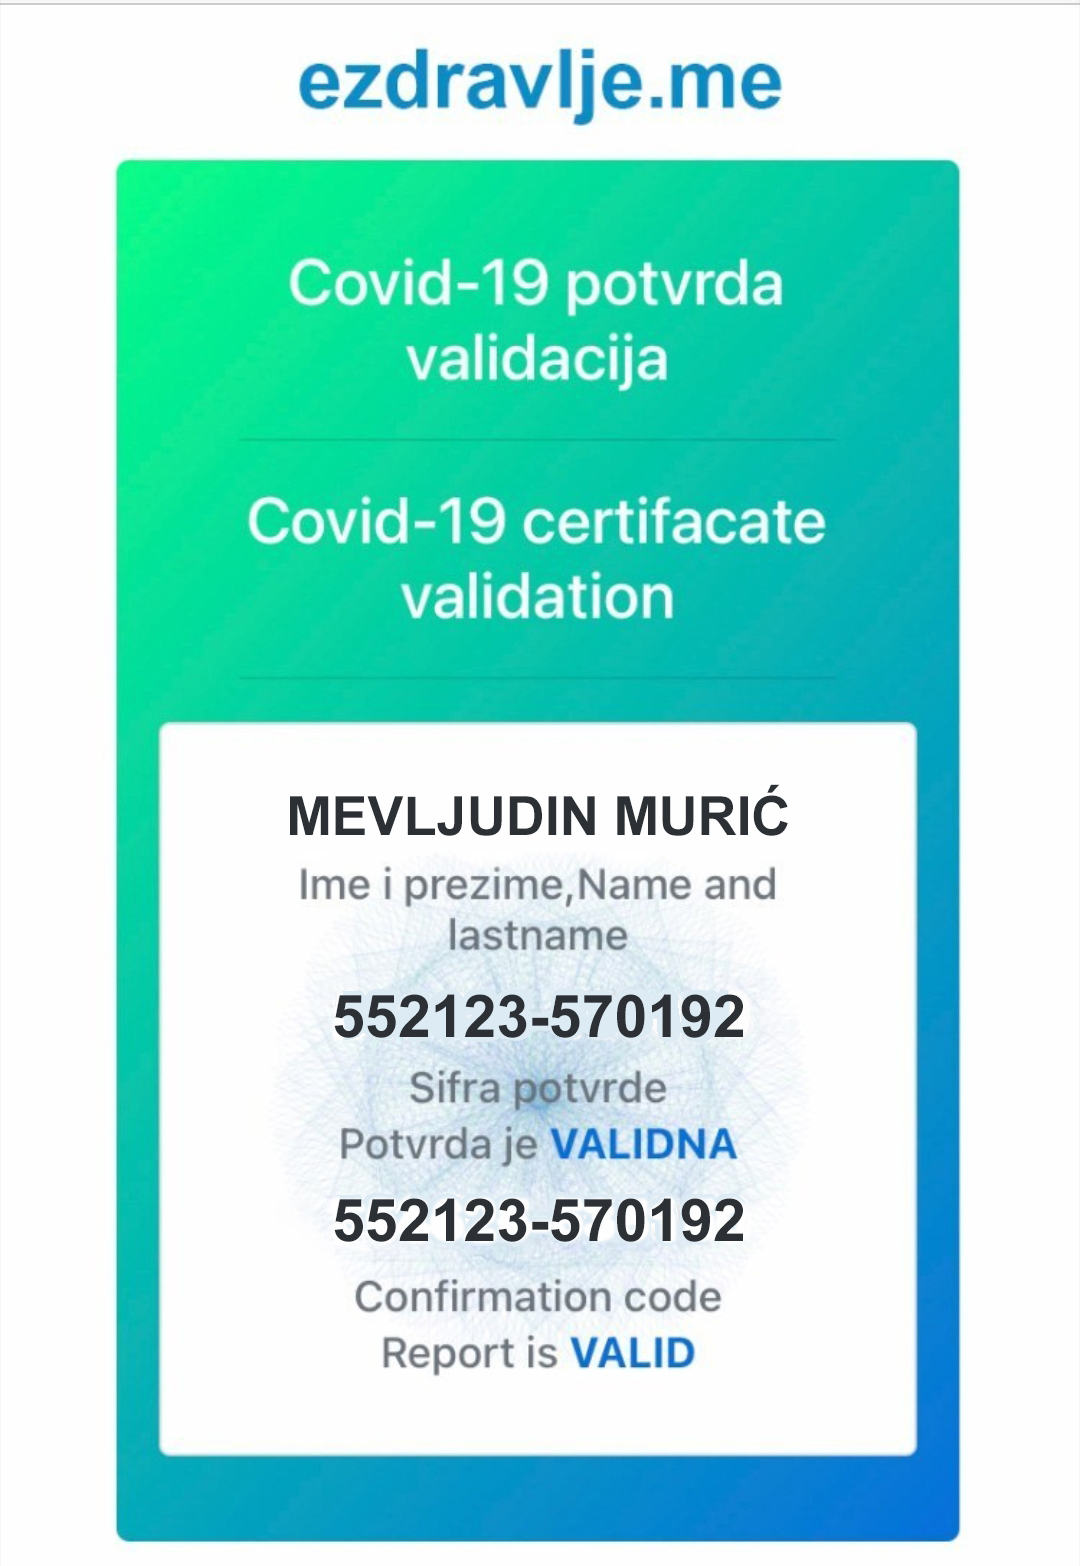 ezdravlje.me
Covid-19 potvrda
validacija
Covid-19 certifacate
validation
MEVLJUDIN MURIĆ
Ime i prezime,Name and
lastname
552123-570192
Sifra potvrde
Potvrda je VALIDNA
552123-570192
Confirmation code
Report is VALID